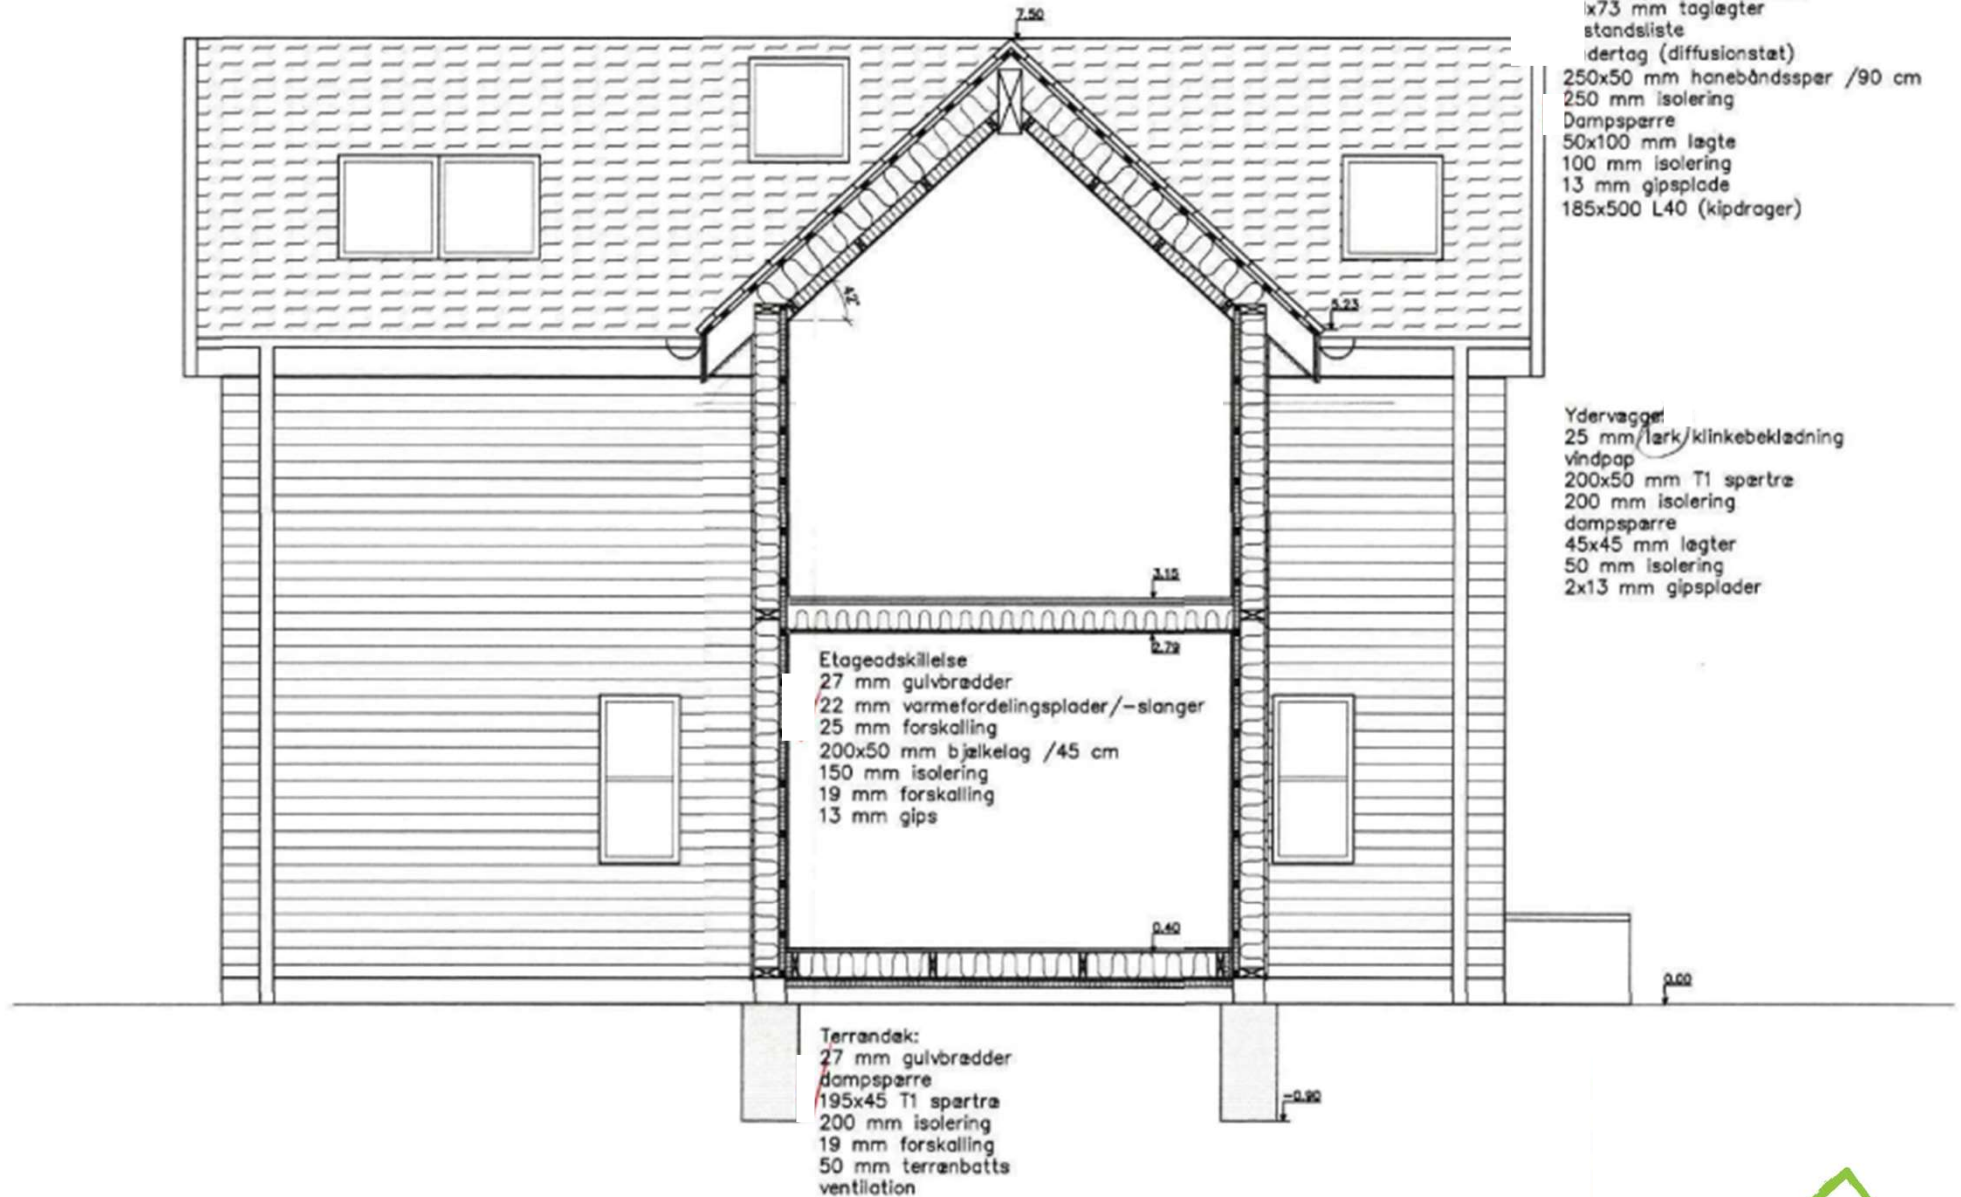 7.50
x73 mm taglægter
standsliste
dertag (diffusionstæt)
250x50 mm hanebåndsspær /90 cm
250 mm isolering
Dampspærre
50x100 mm lægte
100 mm isolering
13 mm gipsplade
185x500 L40 (kipdrager)
42°
5.23
Ydervægge:
25 mm/lærk/klinkebeklædning
vindpap
200x50 mm T1 spærtræ
200 mm isolering
dampspærre
45x45 mm lægter
50 mm isolering
2x13 mm gipsplader
3.15
2.79
Etageadskillelse
27 mm gulvbrædder
22 mm varmefordelingsplader/-slanger
25 mm forskalling
200x50 mm bjælkelag /45 cm
150 mm isolering
19 mm forskalling
13 mm gips
0.40
0.00
Terrændæk:
27 mm gulvbrædder
dampspærre
195x45 T1 spærtræ
200 mm isolering
19 mm forskalling
50 mm terrænbatts
ventilation
-0.90